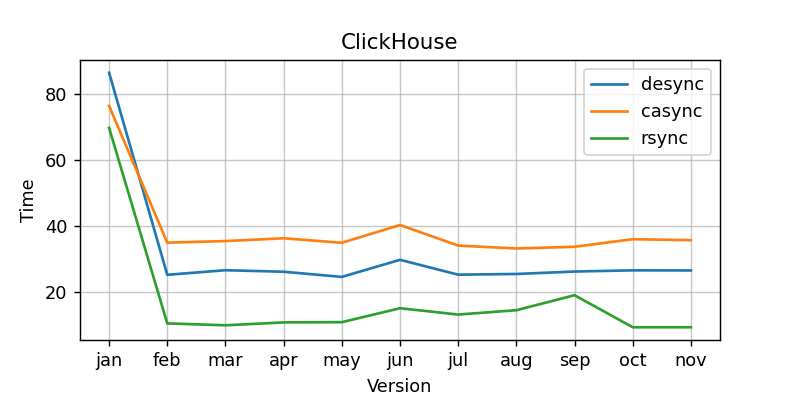 ClickHouse
desync
casync
rsync
80
60
40
20
Time
jan feb mar apr may jun jul aug sep oct nov
Version